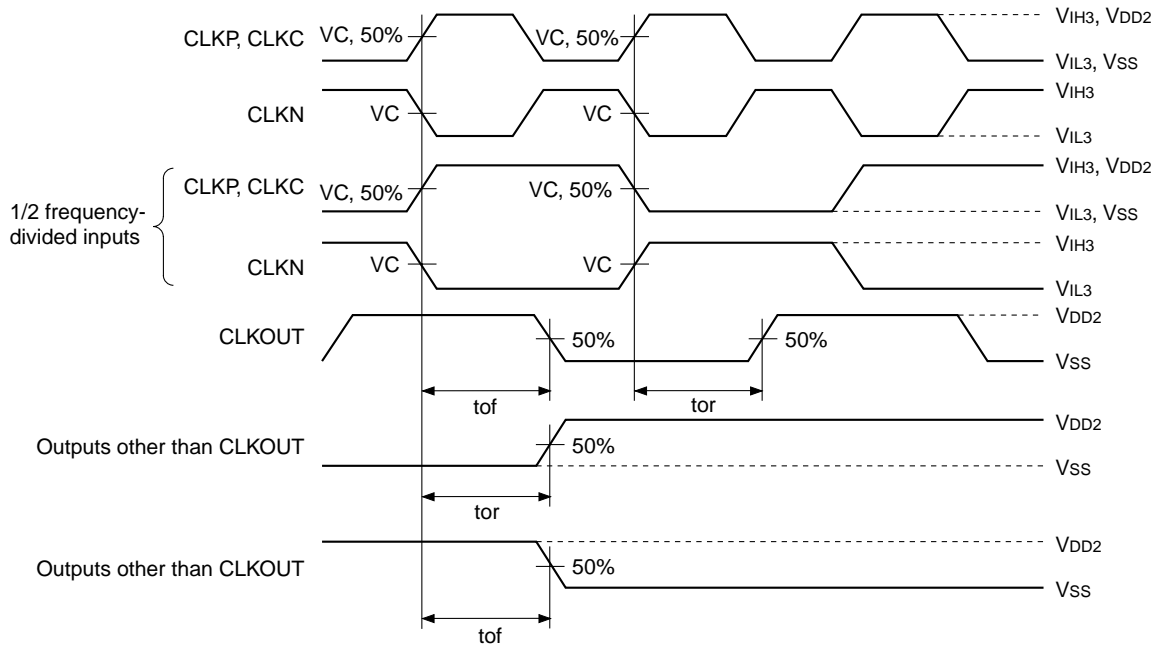 CLKP, CLKC VC, 50% VC, 50% VIH3, VDD2
VIL3, VSS
CLKN VC VC VIH3
VIL3
1/2 frequency-
divided inputs
CLKP, CLKC VC, 50% VC, 50% VIH3, VDD2
VIL3, VSS
CLKN VC VC VIH3
VIL3
CLKOUT 50% 50% VDD2
VSS
tof tor
Outputs other than CLKOUT 50% VDD2
VSS
tor
Outputs other than CLKOUT 50% VDD2
VSS
tof